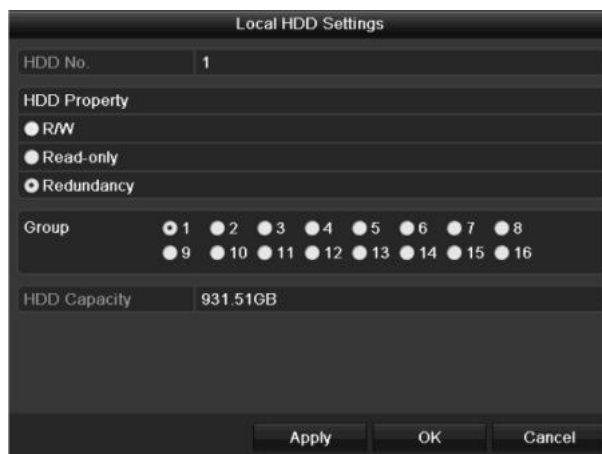 Local HDD Settings
HDD No. 1
HDD Property
R/W
Read-only
Redundancy
Group 1 2 3 4 5 6 7 8
9 10 11 12 13 14 15 16
HDD Capacity 931.51GB
Apply OK Cancel